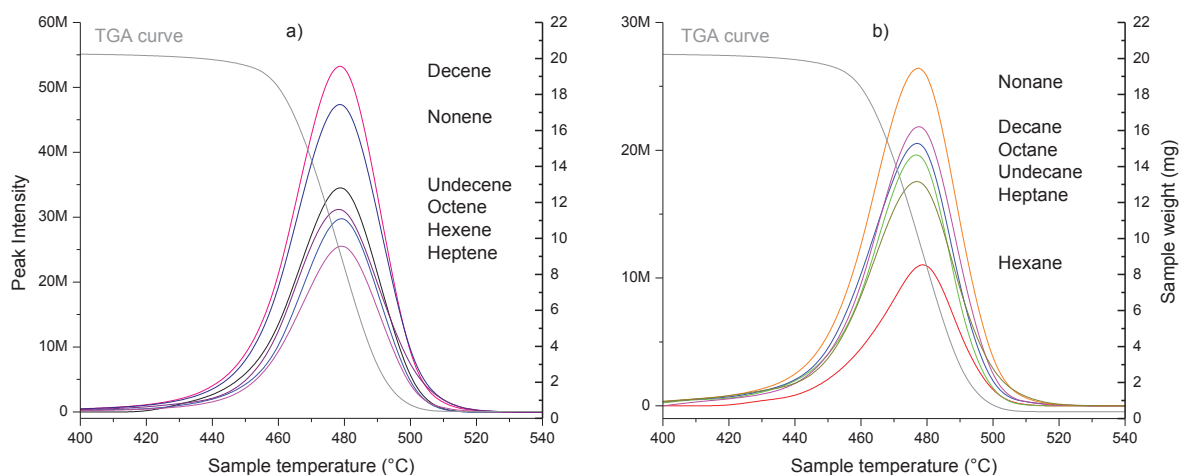 60M
50M
40M
30M
20M
10M
0
Peak Intensity
TGA curve
a)
Decene
Nonene
Undecene
Octene
Hexene
Heptene
22
20
18
16
14
12
10
8
6
4
2
0
400
420
440
460
480
500
520
540
Sample temperature (°C)
30M
20M
10M
0
TGA curve
b)
Nonane
Decane
Octane
Undecane
Heptane
Hexane
22
20
18
16
14
12
10
8
6
4
2
0
Sample weight (mg)
400
420
440
460
480
500
520
540
Sample temperature (°C)